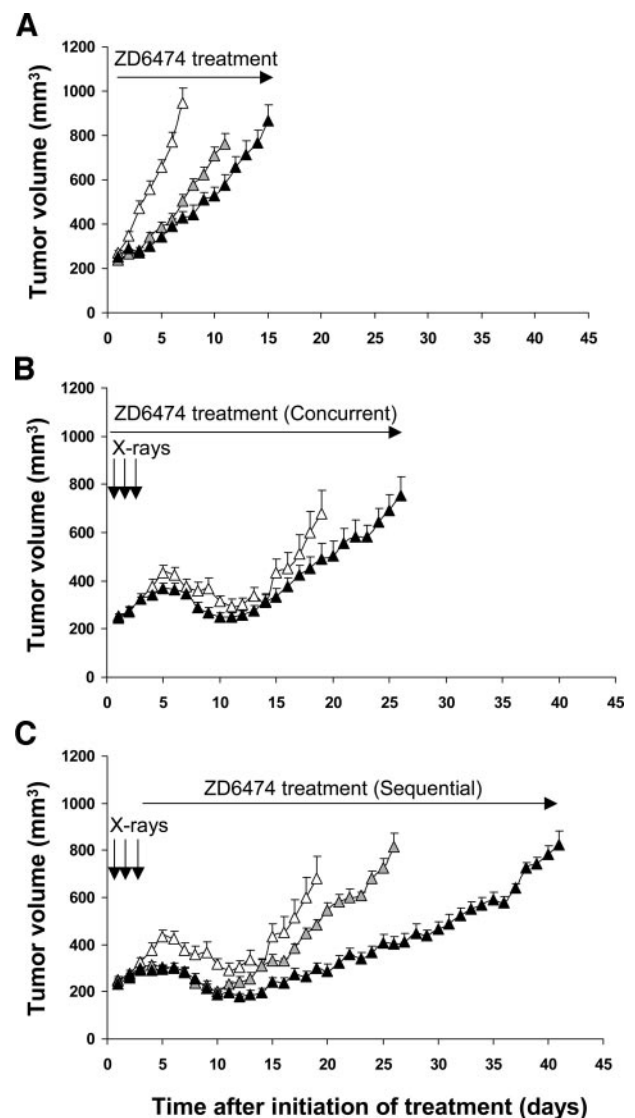 A
1200
1000
800
600
400
200
0
Tumor volume (mm³)
ZD6474 treatment
0 5 10 15 20 25 30 35 40 45
B
1200
1000
800
600
400
200
0
Tumor volume (mm³)
ZD6474 treatment (Concurrent)
X-rays
0 5 10 15 20 25 30 35 40 45
C
1200
1000
800
600
400
200
0
Tumor volume (mm³)
ZD6474 treatment (Sequential)
X-rays
0 5 10 15 20 25 30 35 40 45
Time after initiation of treatment (days)